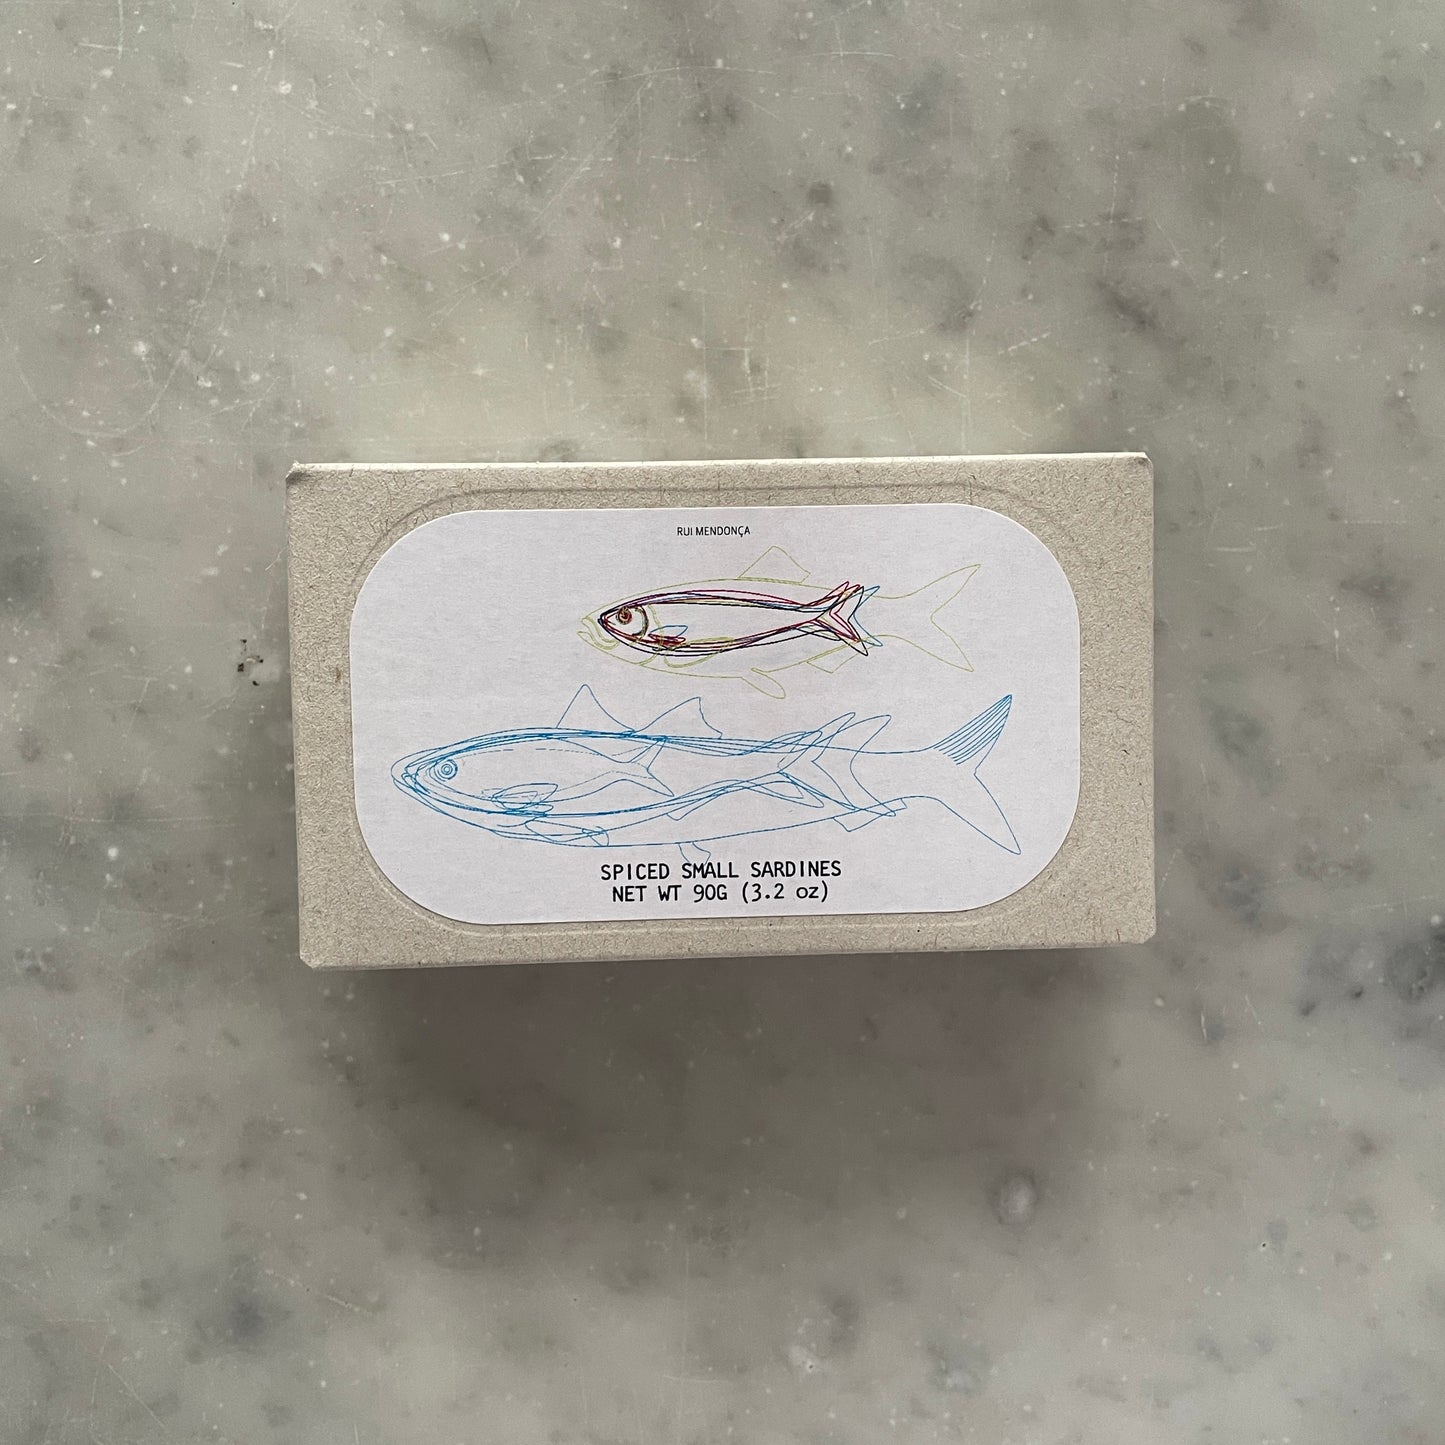 RUI MENDONÇA
SPICED SMALL SARDINES
NET WT 90G (3.2 oz)